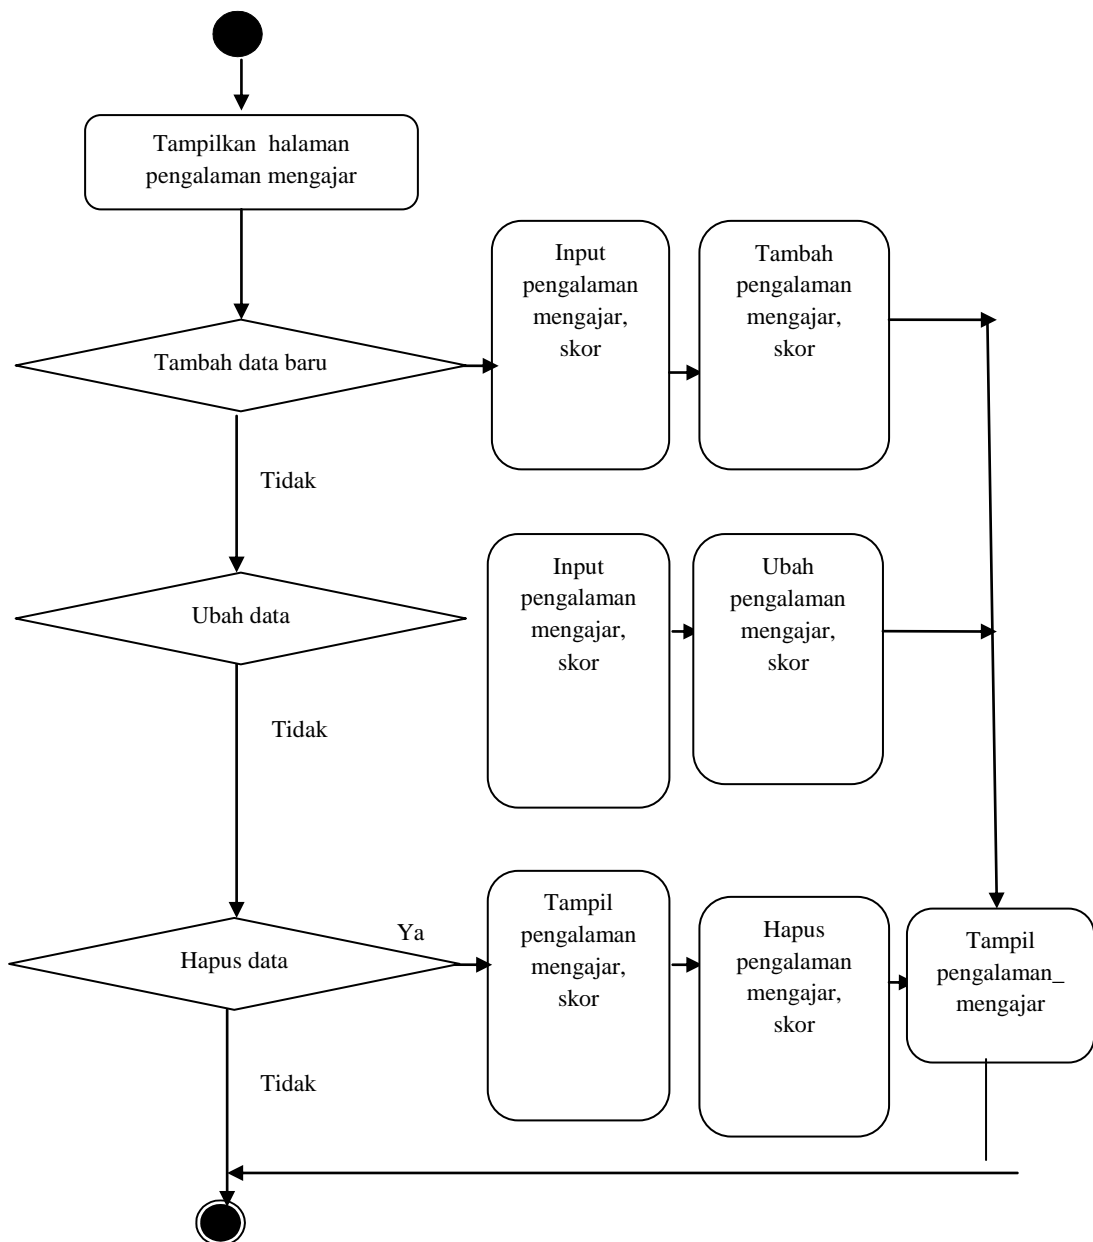 Tampilkan halaman
pengalaman mengajar
Input
pengalaman
mengajar,
skor
Tambah
pengalaman
mengajar,
skor
Tambah data baru
Tidak
Input
pengalaman
mengajar,
skor
Ubah
pengalaman
mengajar,
skor
Ubah data
Tidak
Ya
Hapus data
Tampil
pengalaman
mengajar,
skor
Hapus
pengalaman
mengajar,
skor
Tampil
pengalaman_
mengajar
Tidak